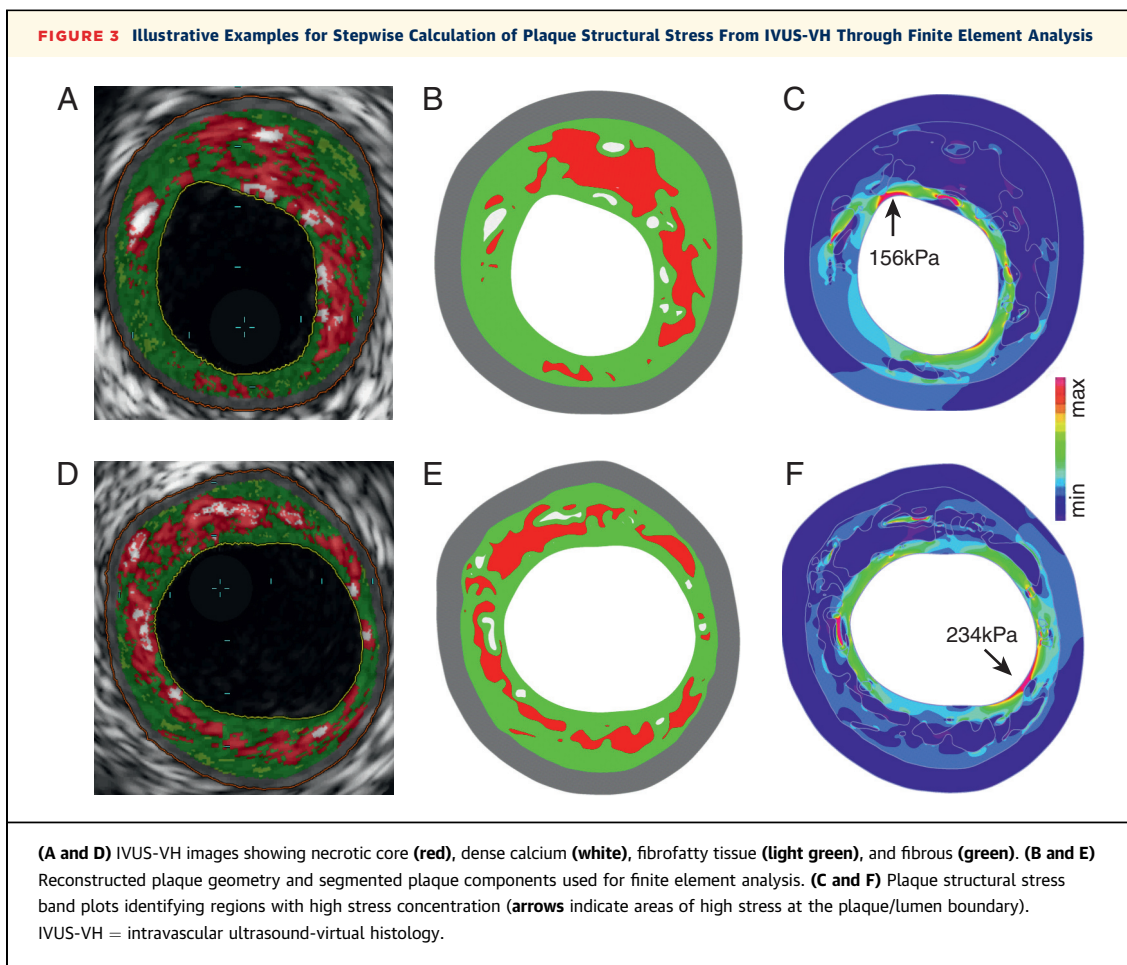 FIGURE 3 Illustrative Examples for Stepwise Calculation of Plaque Structural Stress From IVUS-VH Through Finite Element Analysis
A
B
C
156kPa
max
min
D
E
F
234kPa
(A and D) IVUS-VH images showing necrotic core (red), dense calcium (white), fibrofatty tissue (light green), and fibrous (green). (B and E)
Reconstructed plaque geometry and segmented plaque components used for finite element analysis. (C and F) Plaque structural stress
band plots identifying regions with high stress concentration (arrows indicate areas of high stress at the plaque/lumen boundary).
IVUS-VH = intravascular ultrasound-virtual histology.